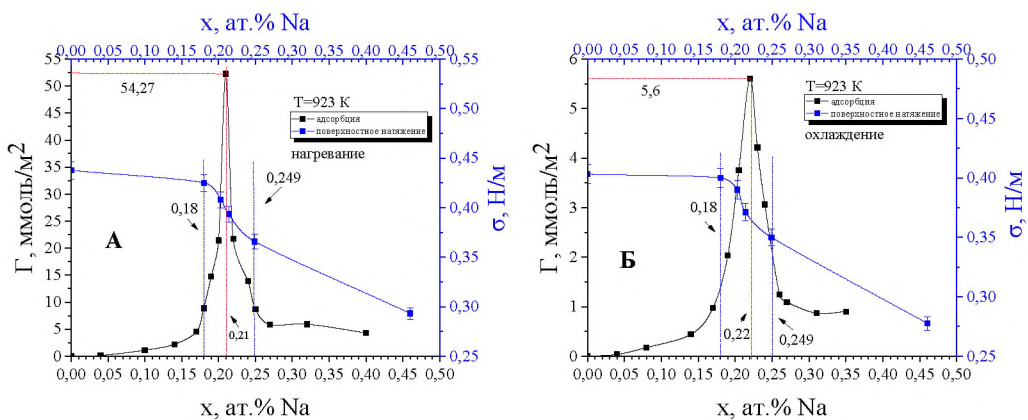 x, ат.% Na
0,00 0,05 0,10 0,15 0,20 0,25 0,30 0,35 0,40 0,45 0,50
55
50
45
40
35
30
25
20
15
10
5
0
Г, ммоль/м²
54,27
T=923 K
адсорбция
поверхностное натяжение
нагревание
0,249
0,18
А
0,21
0,55
0,50
0,45
0,40
0,35
0,30
0,25
σ, Н/м
0,00 0,05 0,10 0,15 0,20 0,25 0,30 0,35 0,40 0,45 0,50
x, ат.% Na
x, ат.% Na
0,00 0,05 0,10 0,15 0,20 0,25 0,30 0,35 0,40 0,45 0,50
6
5
4
3
2
1
0
Г, ммоль/м²
5,6
T=923 K
адсорбция
поверхностное натяжение
охлаждение
0,18
Б
0,22
0,249
0,50
0,45
0,40
0,35
0,30
0,25
σ, Н/м
0,00 0,05 0,10 0,15 0,20 0,25 0,30 0,35 0,40 0,45 0,50
x, ат.% Na